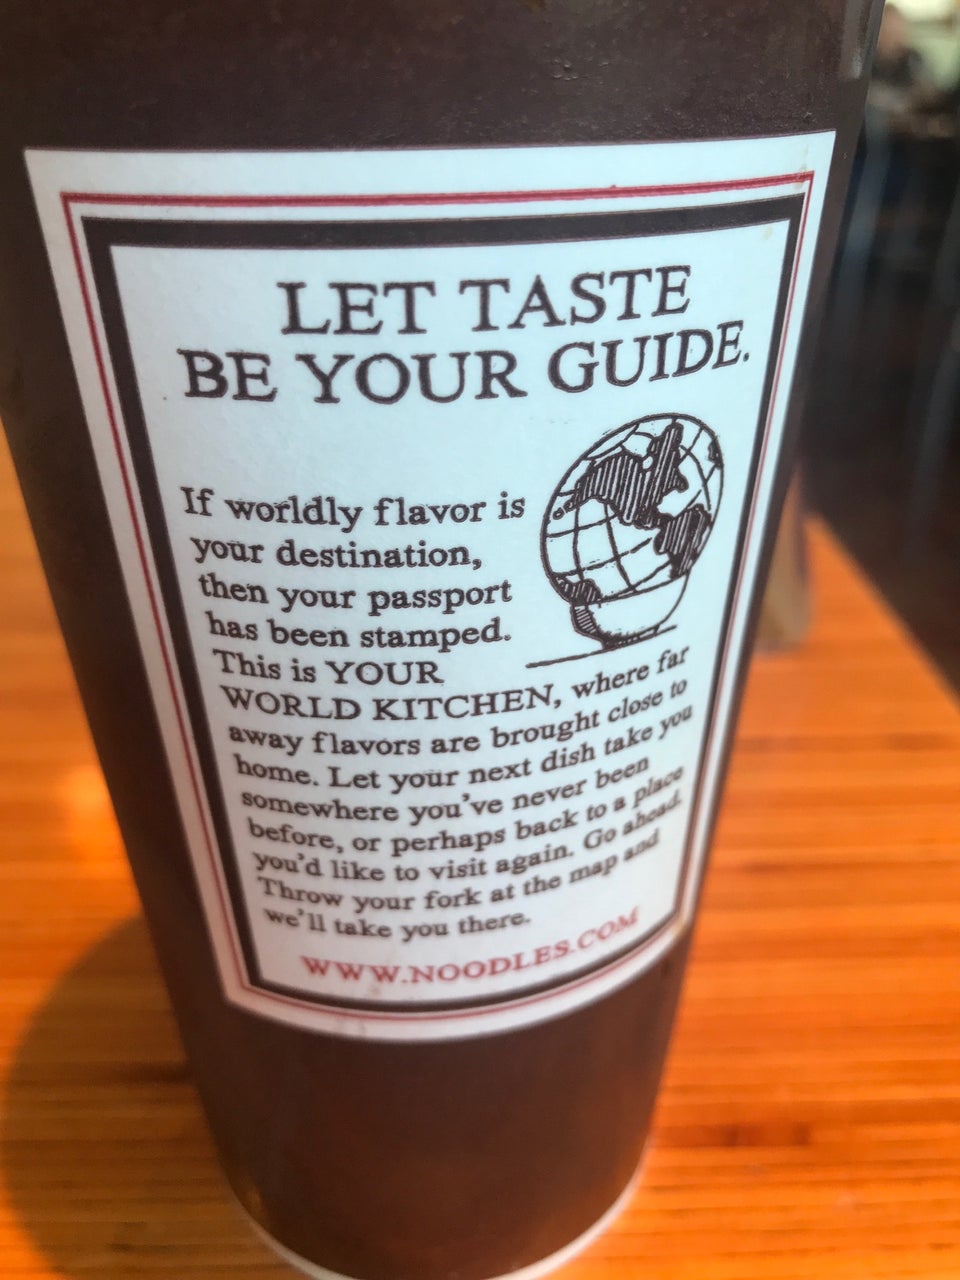 LET TASTE
BE YOUR GUIDE.
If worldly flavor is
your destination,
then your passport
has been stamped.
This is YOUR
WORLD KITCHEN, where far
away flavors are brought close to
home. Let your next dish take you
somewhere you've never been
before, or perhaps back to a place
you'd like to visit again. Go ahead.
Throw your fork at the map and
we'll take you there.
WWW.NOODLES.COM